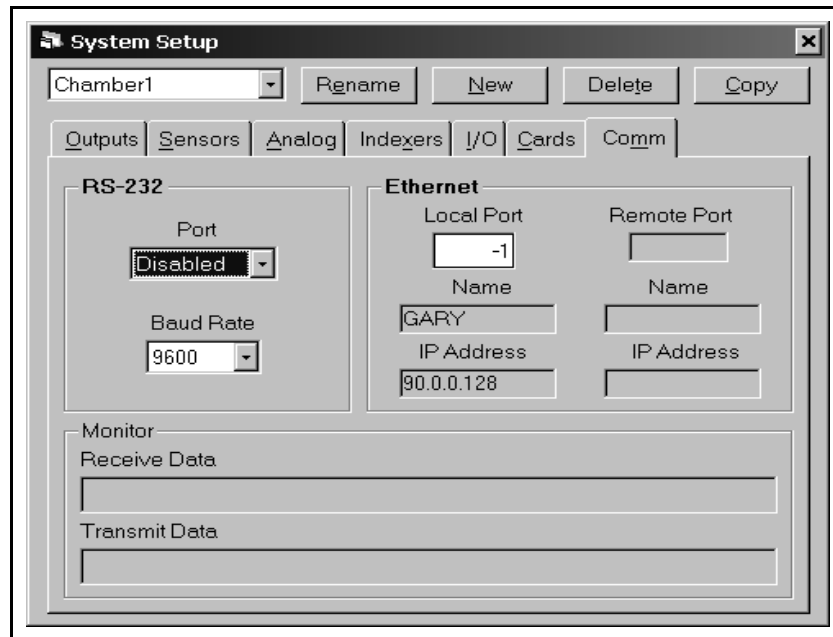 System Setup
Chamber1 Rename New Delete Copy
Outputs Sensors Analog Indexers I/O Cards Comm
RS-232
Port
Disabled
Baud Rate
9600
Ethernet
Local Port Remote Port
-1
Name Name
GARY
IP Address IP Address
90.0.0.128
Monitor
Receive Data
Transmit Data